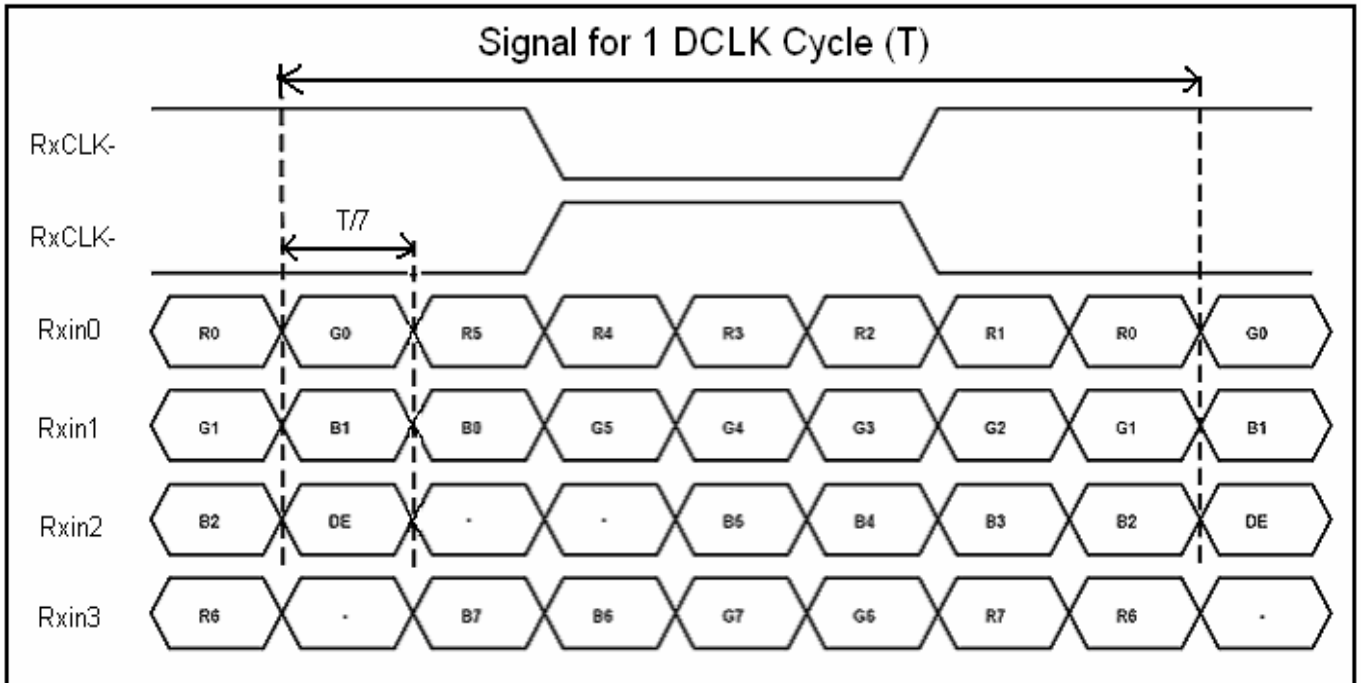 Signal for 1 DCLK Cycle (T)
RxCLK-
T/7
RxCLK-
Rxin0 R0 G0 R5 R4 R3 R2 R1 R0 G0
Rxin1 G1 B1 B0 G5 G4 G3 G2 G1 B1
Rxin2 B2 DE - - B5 B4 B3 B2 DE
Rxin3 R6 - B7 B6 G7 G6 R7 R6 -